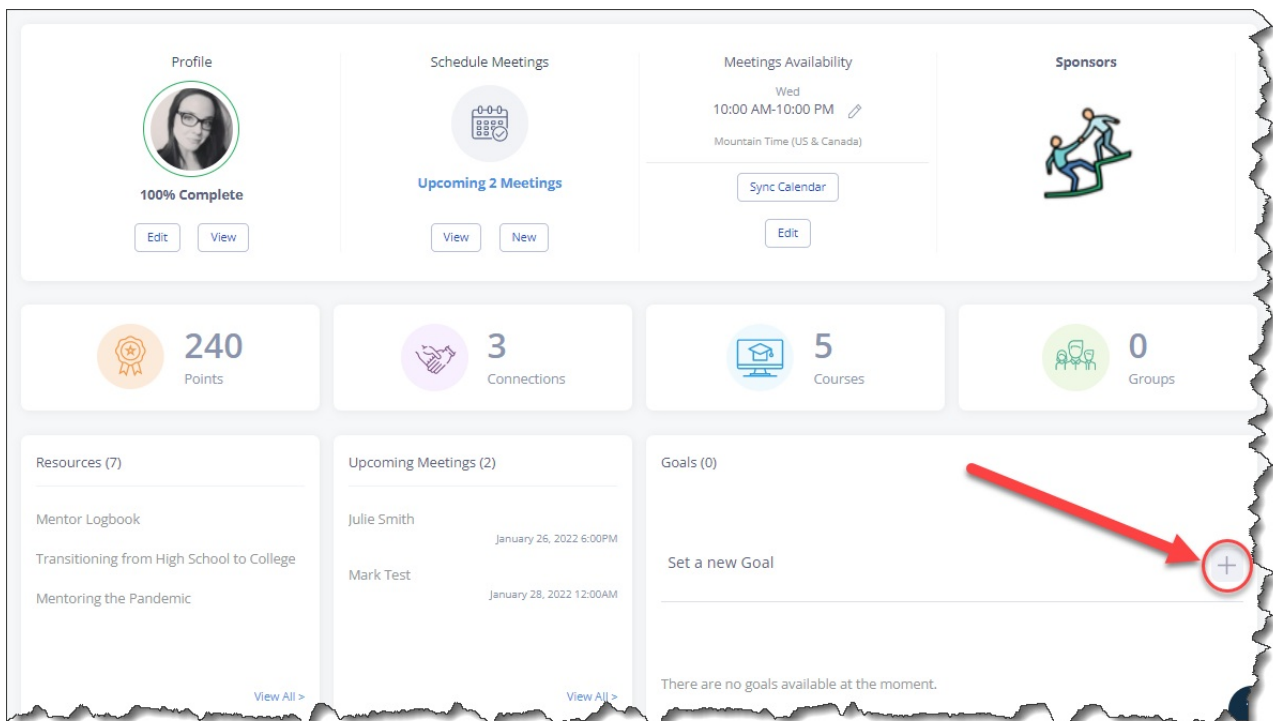 Profile
100% Complete
Edit
View
Schedule Meetings
Upcoming 2 Meetings
View
New
Meetings Availability
Wed
10:00 AM-10:00 PM
Mountain Time (US & Canada)
Sync Calendar
Edit
Sponsors
240
Points
3
Connections
5
Courses
0
Groups
Resources (7)
Mentor Logbook
Transitioning from High School to College
Mentoring the Pandemic
View All >
Upcoming Meetings (2)
Julie Smith
January 26, 2022 6:00PM
Mark Test
January 28, 2022 12:00AM
View All >
Goals (0)
Set a new Goal
There are no goals available at the moment.